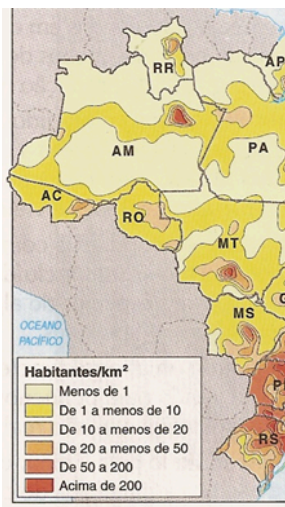 RR
AP
AM
PA
AC
RO
MT
MS
OCEANO
PACÍFICO
RS
Habitantes/km²
Menos de 1
De 1 a menos de 10
De 10 a menos de 20
De 20 a menos de 50
De 50 a 200
Acima de 200